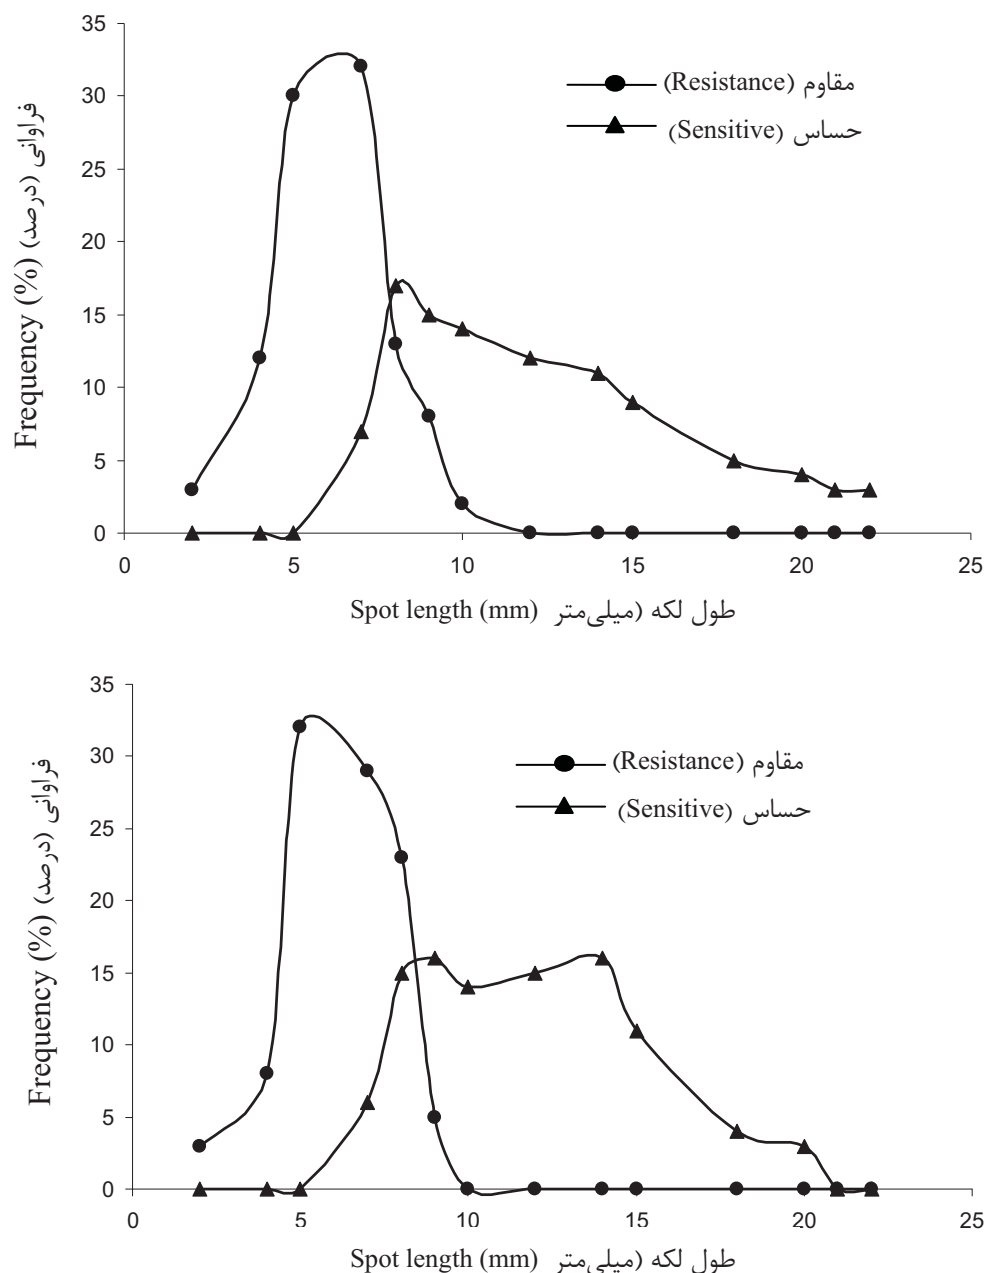 35
30
25
20
15
10
5
0
فراوانی (درصد) Frequency (%)
مقاوم (Resistance)
حساس (Sensitive)
0 5 10 15 20 25
طول لکه (میلی‌متر Spot length (mm)
35
30
25
20
15
10
5
0
فراوانی (درصد) Frequency (%)
مقاوم (Resistance)
حساس (Sensitive)
0 5 10 15 20 25
طول لکه (میلی‌متر Spot length (mm)